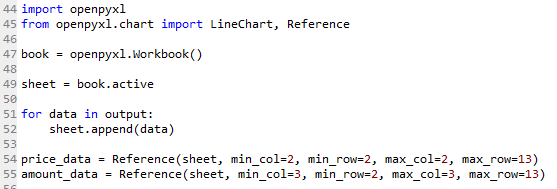 44 import openpyxl
45 from openpyxl.chart import LineChart, Reference
46
47 book = openpyxl.Workbook()
48
49 sheet = book.active
50
51 for data in output:
52     sheet.append(data)
53
54 price_data = Reference(sheet, min_col=2, min_row=2, max_col=2, max_row=13)
55 amount_data = Reference(sheet, min_col=3, min_row=2, max_col=3, max_row=13)